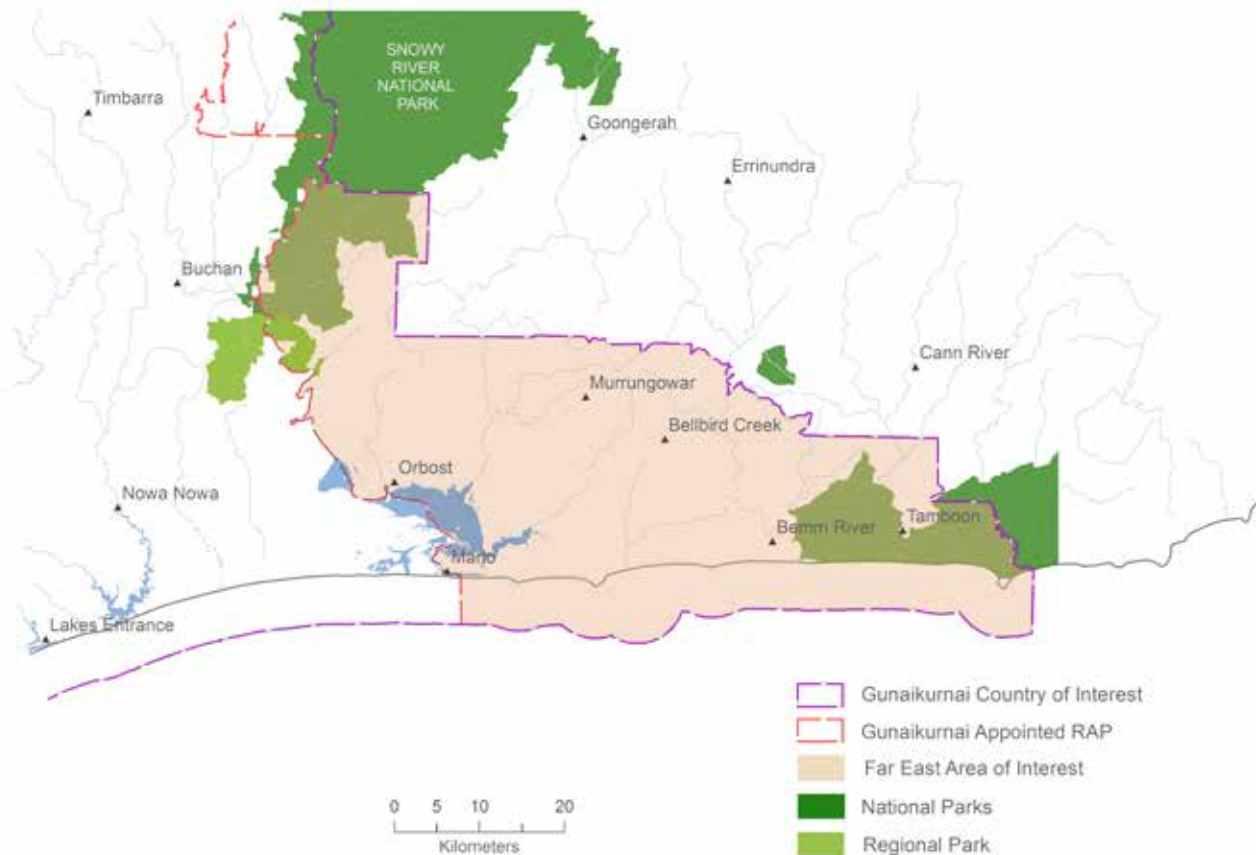 SNOWY
RIVER
NATIONAL
PARK
Timbarra
Goongerah
Errinundra
Buchan
Cann River
Murrungowar
Bellbird Creek
Orbost
Nowa Nowa
Bemm River
Tamboon
Marlo
Lakes Entrance
Gunaikurnai Country of Interest
Gunaikurnai Appointed RAP
Far East Area of Interest
National Parks
Regional Park
0 5 10 20
Kilometers